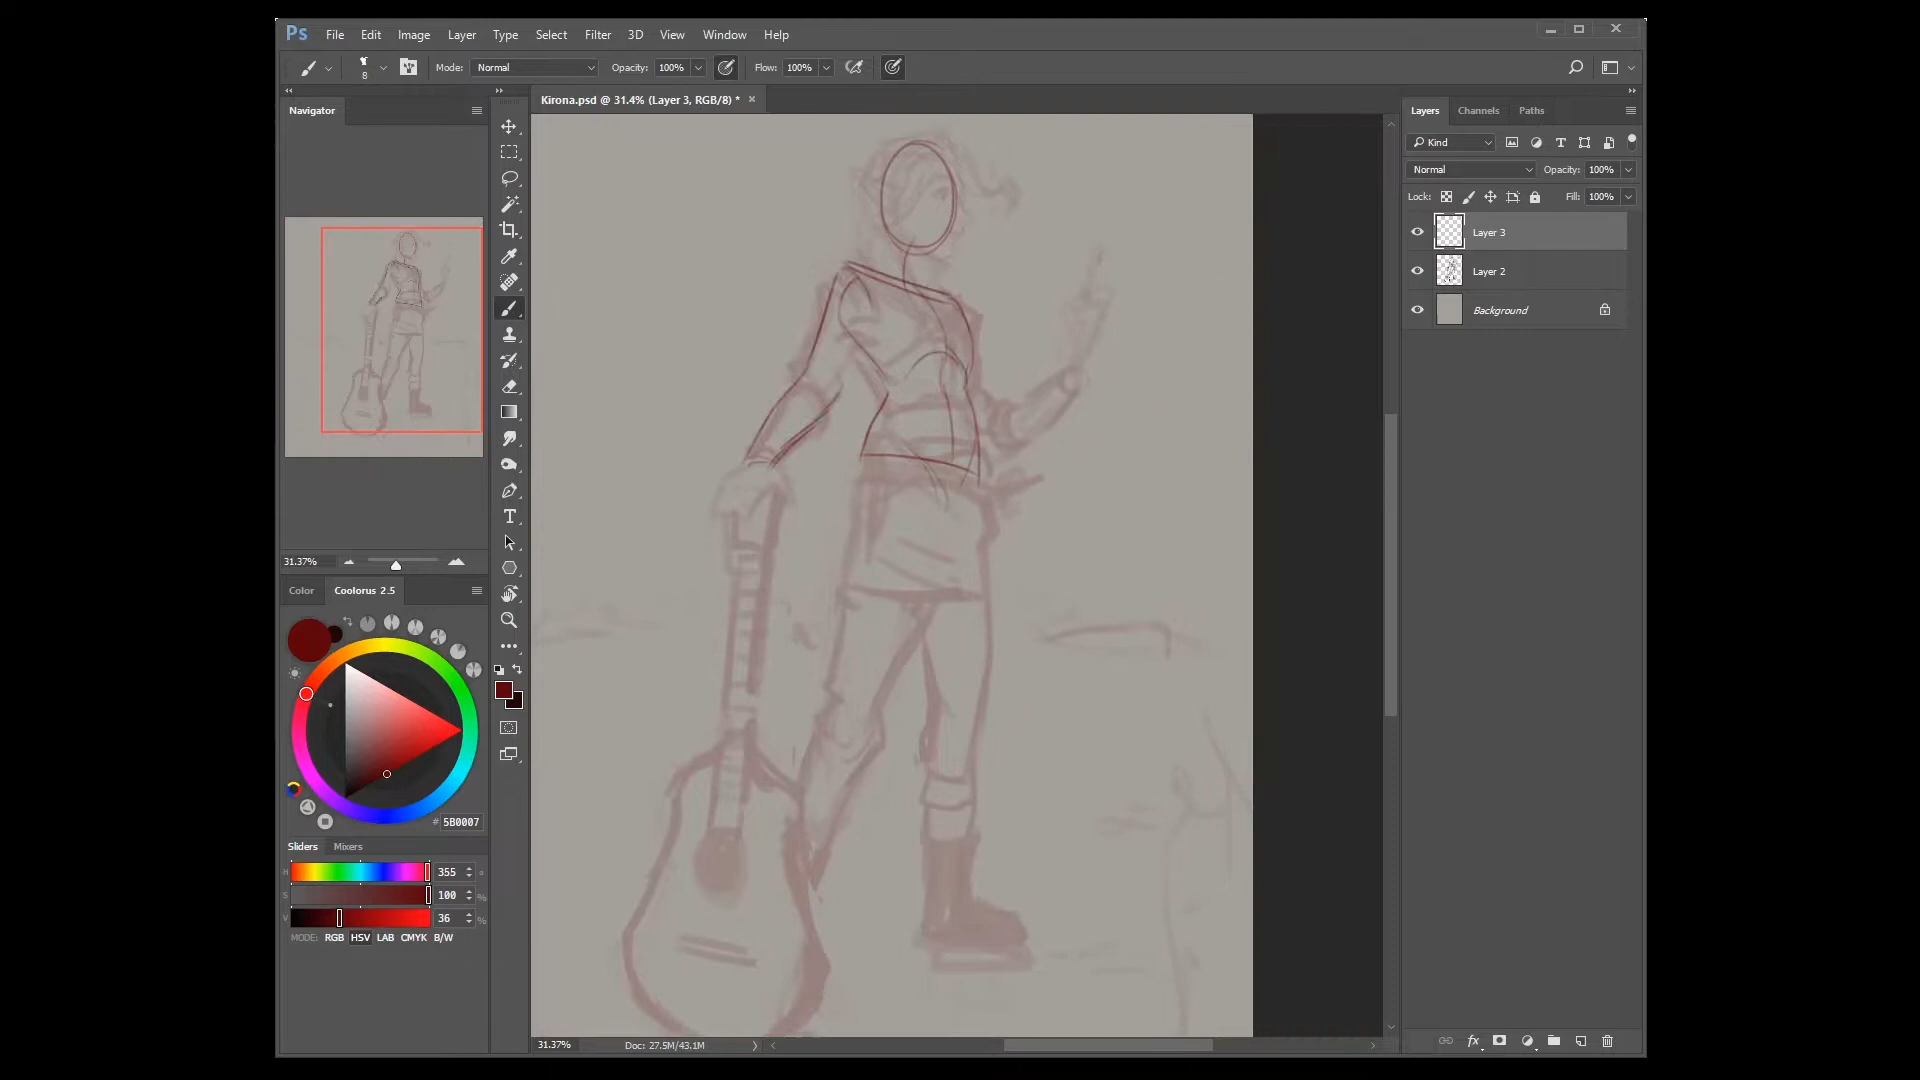 Ps File Edit Image Layer Type Select Filter 3D View Window Help
8 Mode: Normal Opacity: 100% Flow: 100%
Navigator
Kirona.psd @ 31.4% (Layer 3, RGB/8) *
Layers Channels Paths
Kind
Normal Opacity: 100%
Lock: Fill: 100%
Layer 3
Layer 2
Background
31.37%
Color Coolorus 2.5
# 5B0007
Sliders Mixers
H 355 °
S 100 %
V 36 %
MODE: RGB HSV LAB CMYK B/W
31.37% Doc: 27.5M/43.1M
fx